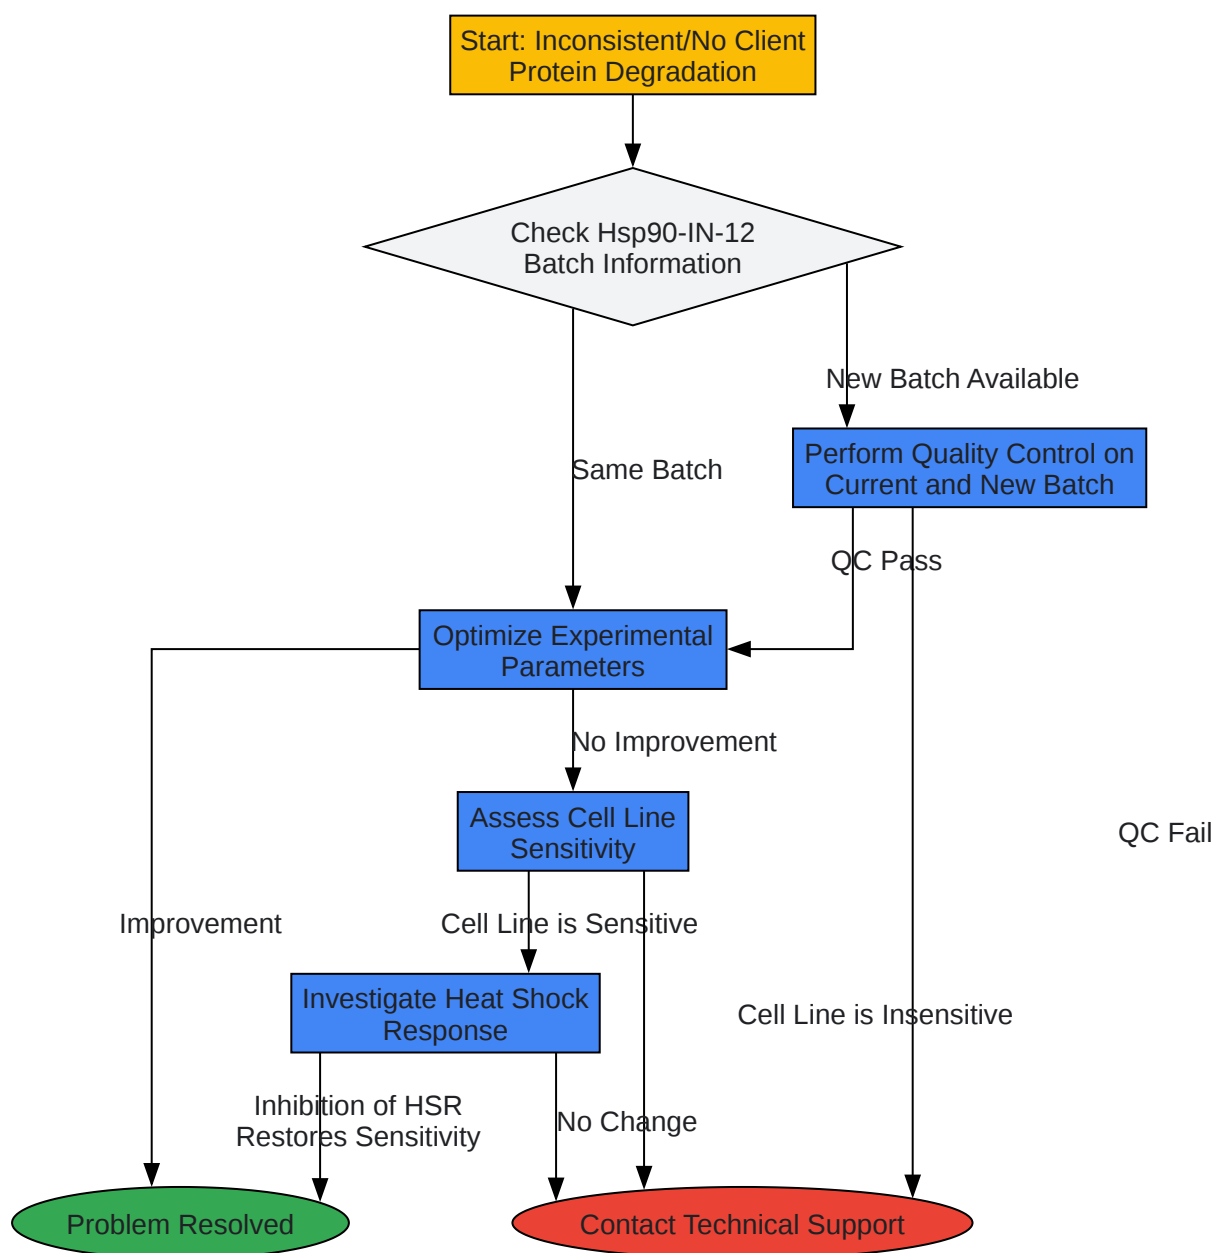 Start: Inconsistent/No Client
Protein Degradation
Check Hsp90-IN-12
Batch Information
New Batch Available
Same Batch
Perform Quality Control on
Current and New Batch
QC Pass
Optimize Experimental
Parameters
No Improvement
Assess Cell Line
Sensitivity
QC Fail
Improvement
Cell Line is Sensitive
Investigate Heat Shock
Response
Cell Line is Insensitive
Inhibition of HSR
Restores Sensitivity
No Change
Problem Resolved
Contact Technical Support